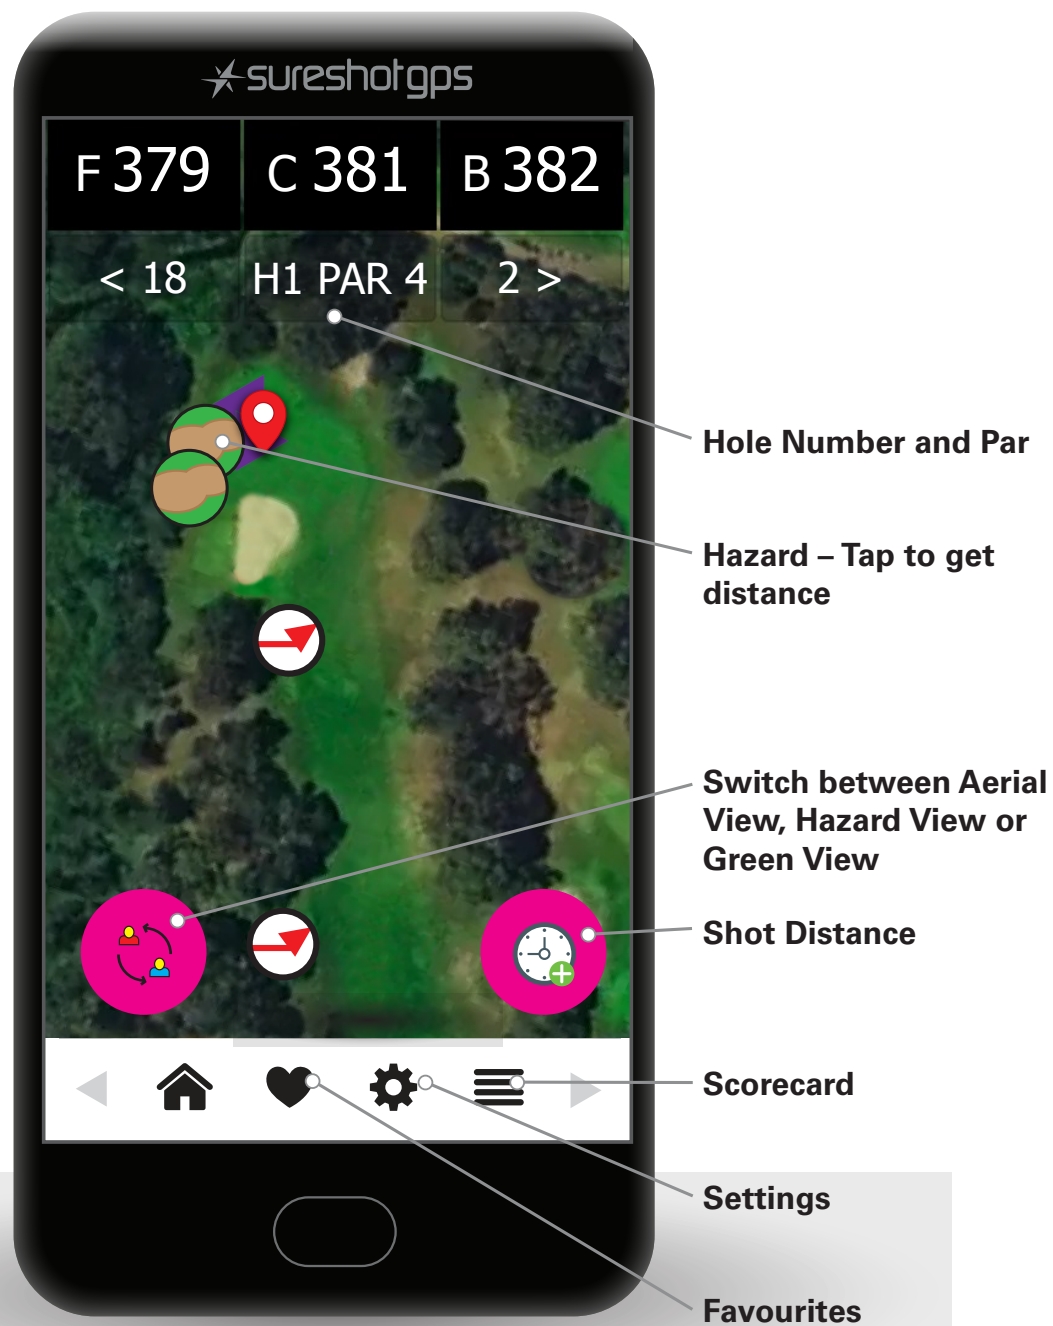 sureshotgps
F 379 C 381 B 382
< 18 H1 PAR 4 2 >
Hole Number and Par
Hazard – Tap to get
distance
Switch between Aerial
View, Hazard View or
Green View
Shot Distance
Scorecard
Settings
Favourites